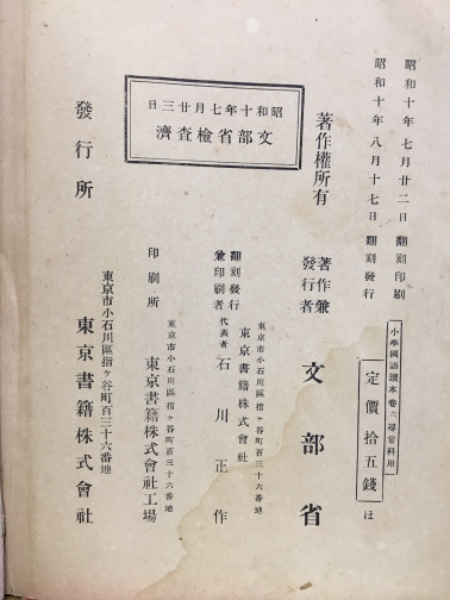 昭和十年七月廿二日 翻刻印刷
昭和十年八月十七日 翻刻發行
小學國語讀本卷六尋常科用
定價拾五錢
ほ
著作權所有
著作兼發行者
文部省
翻刻發行兼印刷者
東京市小石川區指ヶ谷町百三十六番地
東京書籍株式會社
代表者 石川正作
昭和十年七月廿三日
文部省檢查濟
印刷所
東京市小石川區指ヶ谷町百三十六番地
東京書籍株式會社工場
發行所
東京市小石川區指ヶ谷町百三十六番地
東京書籍株式會社